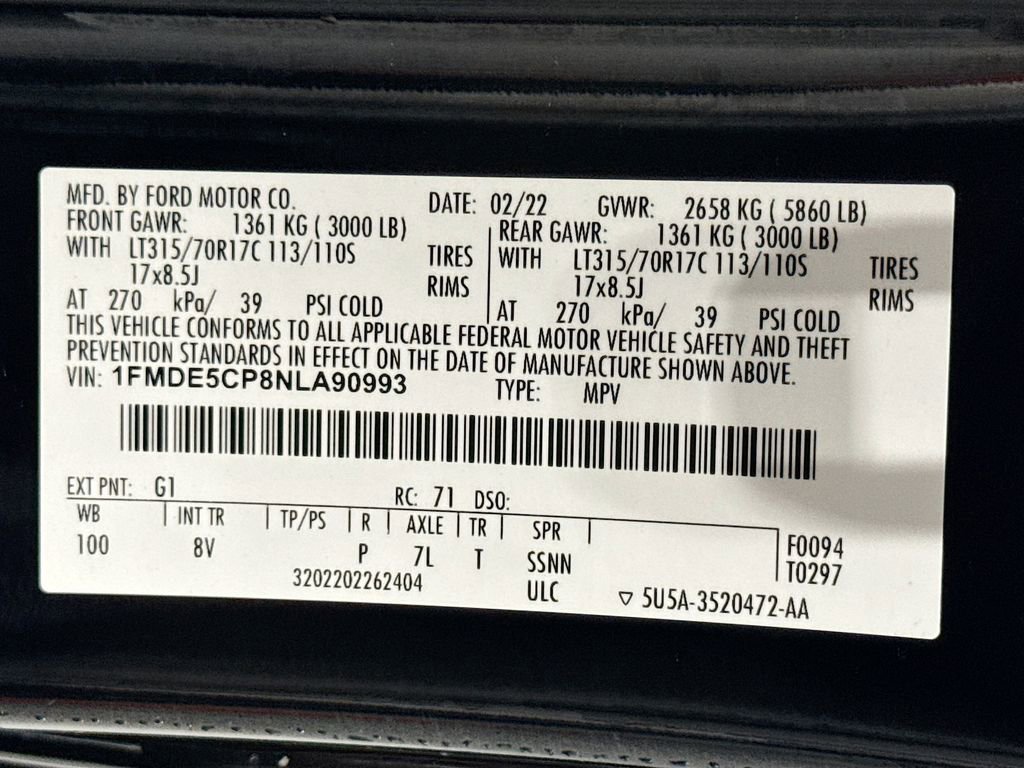 MFD. BY FORD MOTOR CO. DATE: 02/22 GVWR: 2658 KG ( 5860 LB)
FRONT GAWR: 1361 KG ( 3000 LB) REAR GAWR: 1361 KG ( 3000 LB)
WITH LT315/70R17C 113/110S TIRES WITH LT315/70R17C 113/110S TIRES
17x8.5J RIMS 17x8.5J RIMS
AT 270 kPa/ 39 PSI COLD AT 270 kPa/ 39 PSI COLD
THIS VEHICLE CONFORMS TO ALL APPLICABLE FEDERAL MOTOR VEHICLE SAFETY AND THEFT
PREVENTION STANDARDS IN EFFECT ON THE DATE OF MANUFACTURE SHOWN ABOVE.
VIN: 1FMDE5CP8NLA90993 TYPE: MPV
EXT PNT: G1 RC: 71 DSO:
WB INT TR TP/PS R AXLE TR SPR F0094
100 8V P 7L T SSNN T0297
3202202262404 ULC ▽ 5U5A-3520472-AA